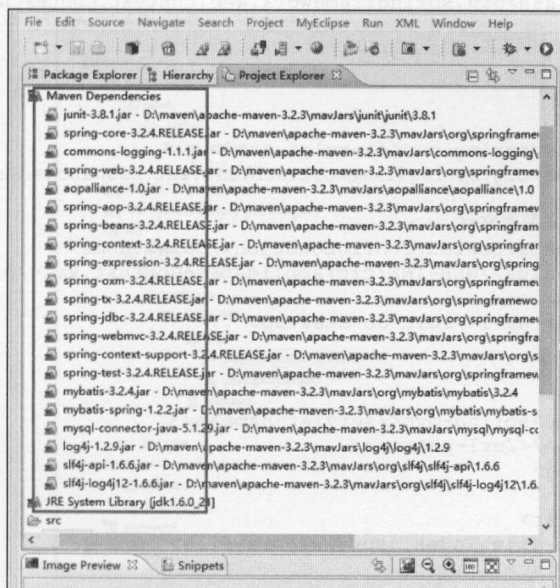 File Edit Source Navigate Search Project MyEclipse Run XML Window Help
Package Explorer Hierarchy Project Explorer
Maven Dependencies
junit-3.8.1.jar - D:\maven\apache-maven-3.2.3\mavJars\junit\junit\3.8.1
spring-core-3.2.4.RELEASE.jar - D:\maven\apache-maven-3.2.3\mavJars\org\springframe
commons-logging-1.1.1.jar - D:\maven\apache-maven-3.2.3\mavJars\commons-logging\
spring-web-3.2.4.RELEASE.jar - D:\maven\apache-maven-3.2.3\mavJars\org\springframew
aopalliance-1.0.jar - D:\maven\apache-maven-3.2.3\mavJars\aopalliance\aopalliance\1.0
spring-aop-3.2.4.RELEASE.jar - D:\maven\apache-maven-3.2.3\mavJars\org\springframew
spring-beans-3.2.4.RELEASE.jar - D:\maven\apache-maven-3.2.3\mavJars\org\springfram
spring-context-3.2.4.RELEASE.jar - D:\maven\apache-maven-3.2.3\mavJars\org\springfrar
spring-expression-3.2.4.RELEASE.jar - D:\maven\apache-maven-3.2.3\mavJars\org\spring
spring-oxm-3.2.4.RELEASE.jar - D:\maven\apache-maven-3.2.3\mavJars\org\springframe
spring-tx-3.2.4.RELEASE.jar - D:\maven\apache-maven-3.2.3\mavJars\org\springframewo
spring-jdbc-3.2.4.RELEASE.jar - D:\maven\apache-maven-3.2.3\mavJars\org\springframe
spring-webmvc-3.2.4.RELEASE.jar - D:\maven\apache-maven-3.2.3\mavJars\org\springfra
spring-context-support-3.2.4.RELEASE.jar - D:\maven\apache-maven-3.2.3\mavJars\org\s
spring-test-3.2.4.RELEASE.jar - D:\maven\apache-maven-3.2.3\mavJars\org\springframew
mybatis-3.2.4.jar - D:\maven\apache-maven-3.2.3\mavJars\org\mybatis\mybatis\3.2.4
mybatis-spring-1.2.2.jar - D:\maven\apache-maven-3.2.3\mavJars\org\mybatis\mybatis-s
mysql-connector-java-5.1.29.jar - D:\maven\apache-maven-3.2.3\mavJars\mysql\mysql-cc
log4j-1.2.9.jar - D:\maven\apache-maven-3.2.3\mavJars\log4j\log4j\1.2.9
slf4j-api-1.6.6.jar - D:\maven\apache-maven-3.2.3\mavJars\org\slf4j\slf4j-api\1.6.6
slf4j-log4j12-1.6.6.jar - D:\maven\apache-maven-3.2.3\mavJars\org\slf4j\slf4j-log4j12\1.6.
JRE System Library [jdk1.6.0_21]
src
Image Preview Snippets